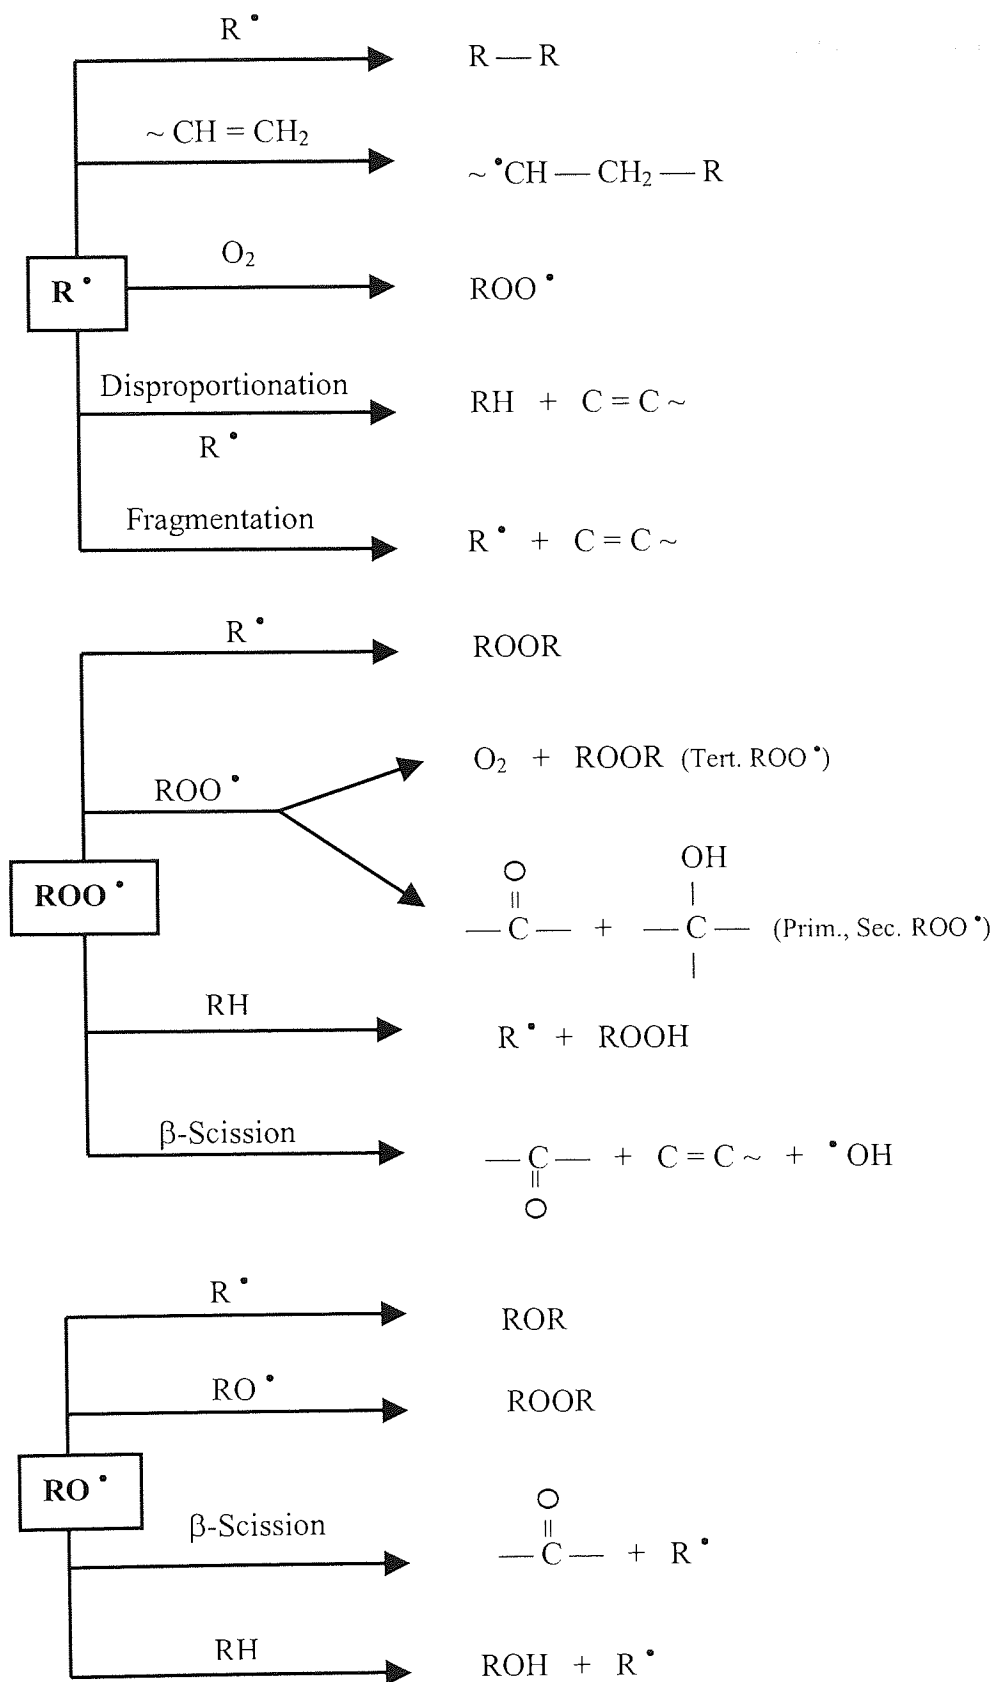 R •
R — R
~ CH = CH₂
~ •CH — CH₂ — R
O₂
R •
ROO •
Disproportionation
RH + C = C ~
R •
Fragmentation
R • + C = C ~
R •
ROOR
O₂ + ROOR (Tert. ROO •)
ROO •
O OH
ROO •
— C — + — C — (Prim., Sec. ROO •)
RH
R • + ROOH
β-Scission
— C — + C = C ~ + •OH
O
R •
ROR
RO •
ROOR
RO •
O
β-Scission
— C — + R •
RH
ROH + R •